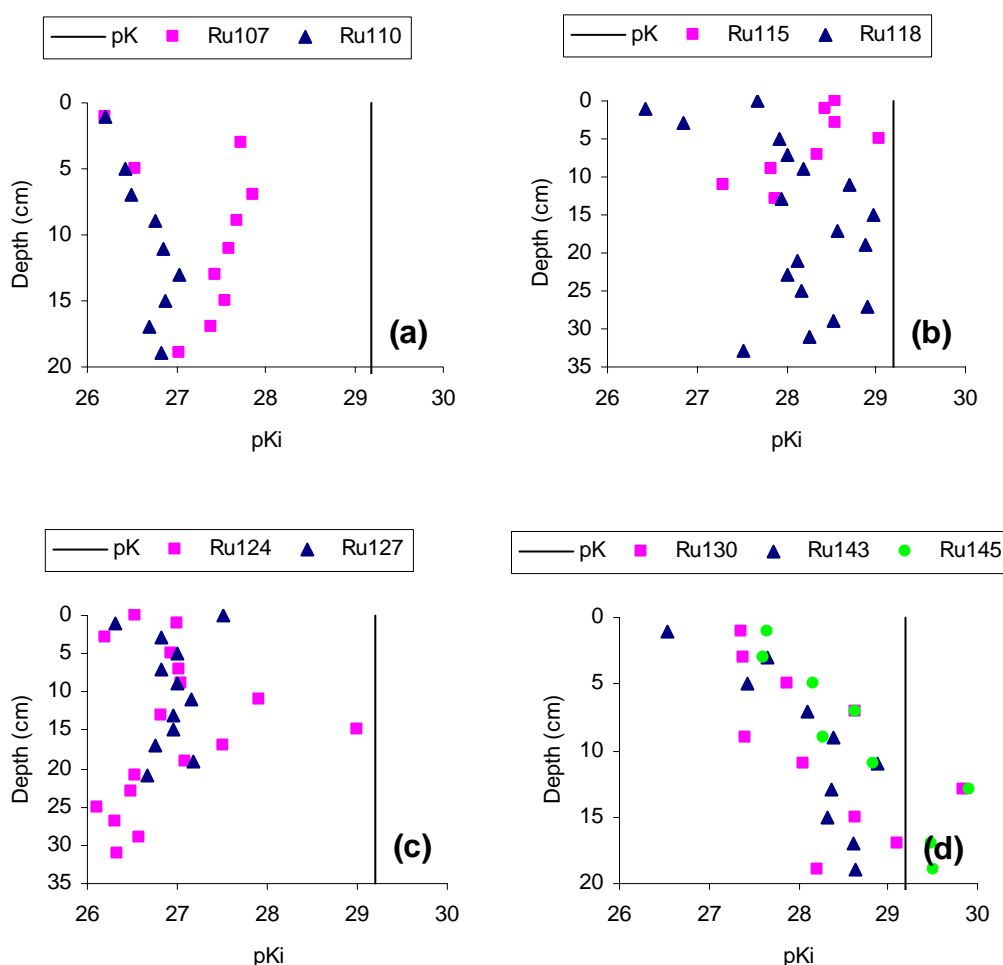 pK Ru107 Ru110
Depth (cm)
0
5
10
15
20
26 27 28 29 30
pKi
(a)
pK Ru115 Ru118
Depth (cm)
0
5
10
15
20
25
30
35
26 27 28 29 30
pKi
(b)
pK Ru124 Ru127
Depth (cm)
0
5
10
15
20
25
30
35
26 27 28 29 30
pKi
(c)
pK Ru130 Ru143 Ru145
Depth (cm)
0
5
10
15
20
26 27 28 29 30
pKi
(d)